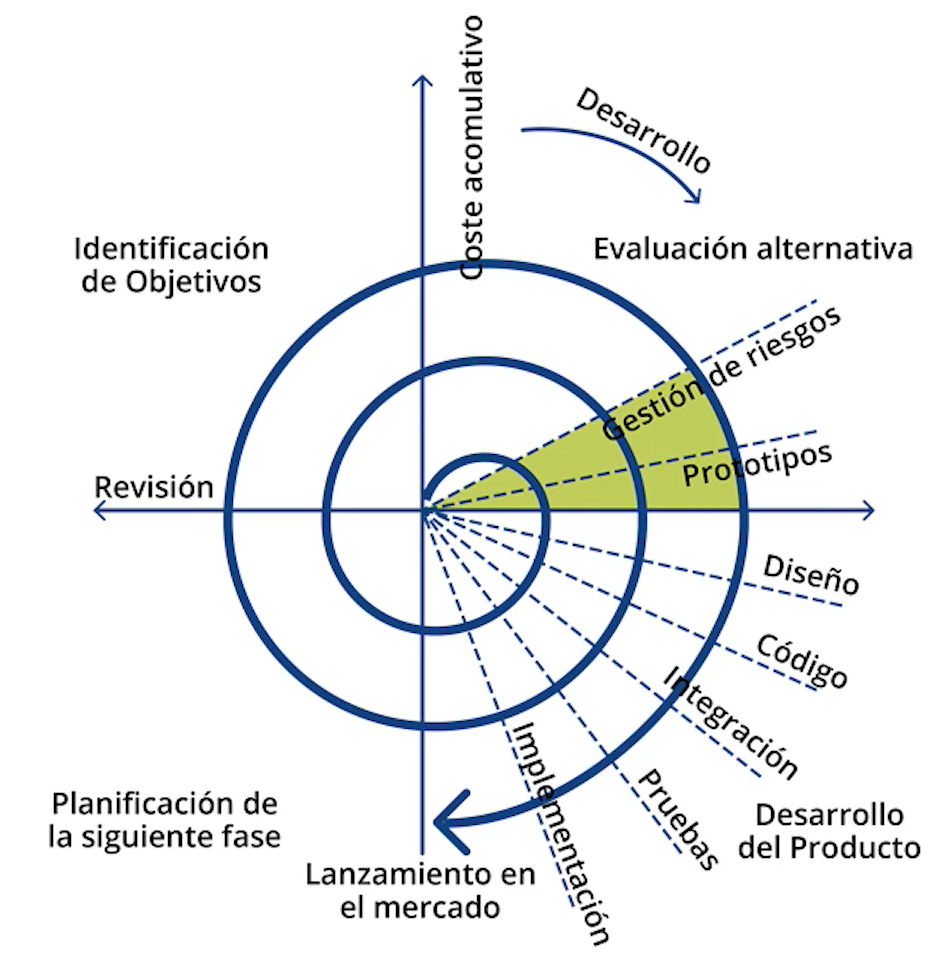 Coste acomulativo
Desarrollo
Identificación
de Objetivos
Evaluación alternativa
Gestión de riesgos
Prototipos
Revisión
Diseño
Código
Integración
Pruebas
Implementación
Desarrollo
del Producto
Planificación de
la siguiente fase
Lanzamiento en
el mercado